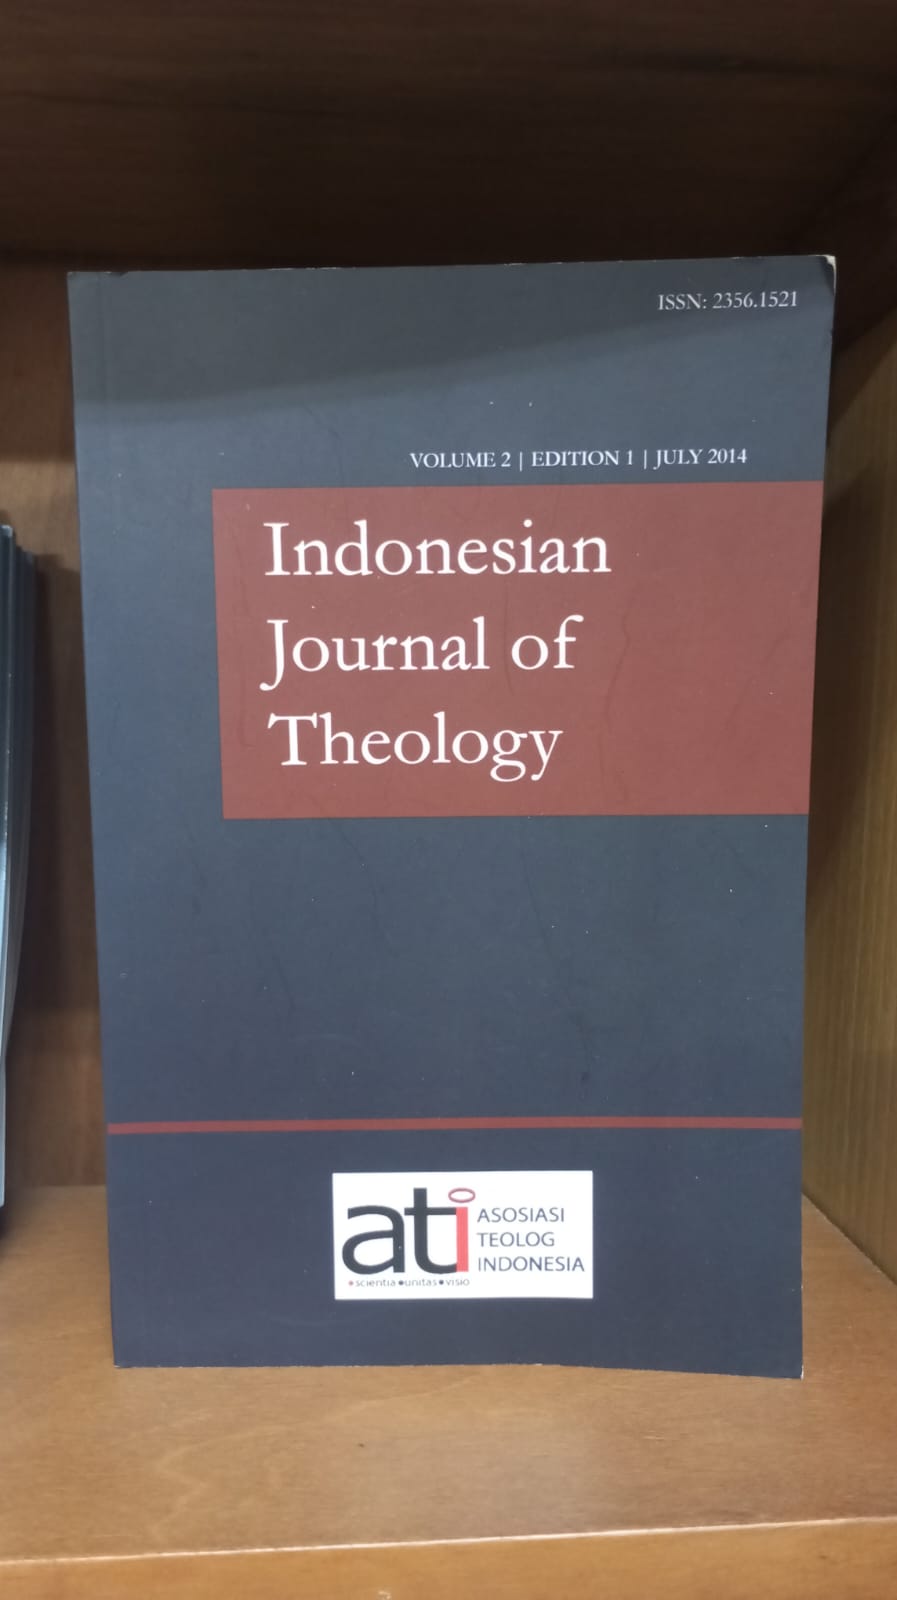 ISSN: 2356.1521
VOLUME 2 | EDITION 1 | JULY 2014
Indonesian
Journal of
Theology
ati
ASOSIASI
TEOLOG
INDONESIA
•scientia •unitas•visio